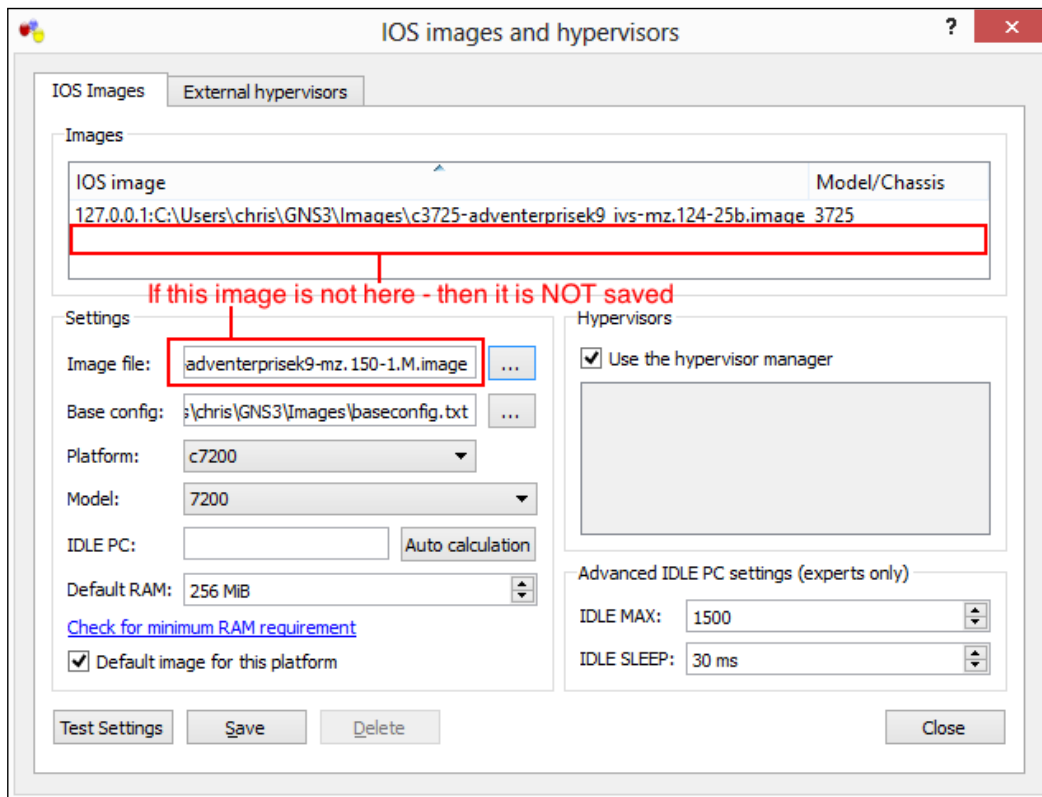 IOS images and hypervisors
?
IOS Images
External hypervisors
Images
IOS image
Model/Chassis
127.0.0.1:C:\Users\chris\GNS3\Images\c3725-adventerprisek9_ivs-mz.124-25b.image 3725
If this image is not here - then it is NOT saved
Settings
Image file:
adventerprisek9-mz.150-1.M.image
...
Base config:
s\chris\GNS3\Images\baseconfig.txt
...
Platform:
c7200
Model:
7200
IDLE PC:
Auto calculation
Default RAM:
256 MiB
Check for minimum RAM requirement
Default image for this platform
Hypervisors
Use the hypervisor manager
Advanced IDLE PC settings (experts only)
IDLE MAX:
1500
IDLE SLEEP:
30 ms
Test Settings
Save
Delete
Close